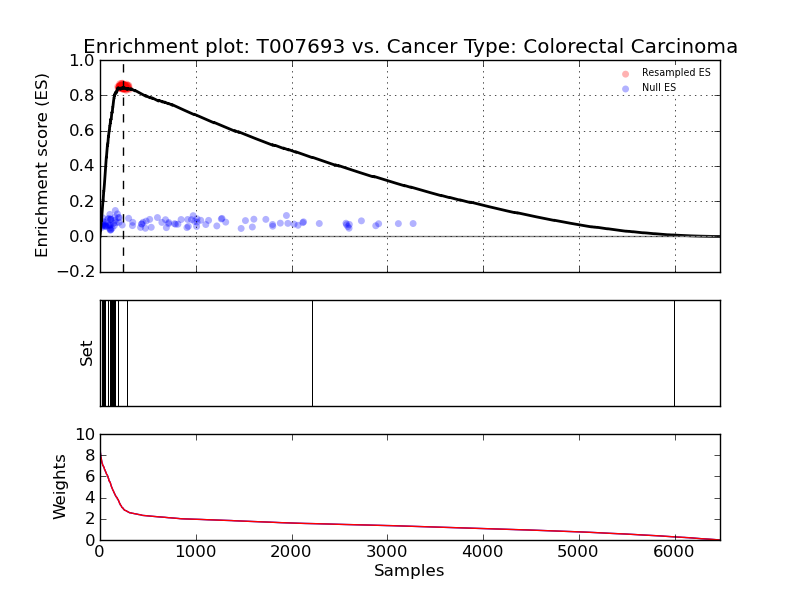 Enrichment plot: T007693 vs. Cancer Type: Colorectal Carcinoma
1.0
0.8
0.6
0.4
0.2
0.0
−0.2
Enrichment score (ES)
Resampled ES
Null ES
Set
10
8
6
4
2
0
Weights
0 1000 2000 3000 4000 5000 6000
Samples